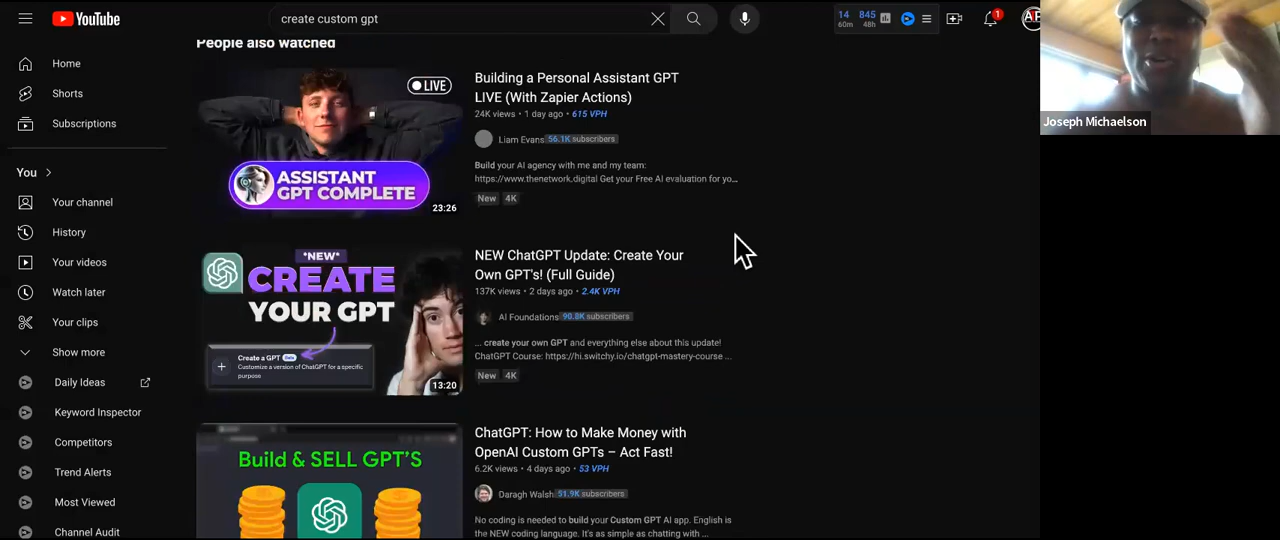 YouTube
create custom gpt
14
60m
845
48h
1
Joseph Michaelson
Home
Shorts
Subscriptions
You
Your channel
History
Your videos
Watch later
Your clips
Show more
Daily Ideas
Keyword Inspector
Competitors
Trend Alerts
Most Viewed
Channel Audit
People also watched
LIVE
ASSISTANT
GPT COMPLETE
23:26
Building a Personal Assistant GPT
LIVE (With Zapier Actions)
24K views • 1 day ago • 615 VPH
Liam Evans 56.1K subscribers
Build your AI agency with me and my team:
https://www.thenetwork.digital Get your Free AI evaluation for yo...
New 4K
*NEW*
CREATE
YOUR GPT
Create a GPT Beta
Customize a version of ChatGPT for a specific
purpose
13:20
NEW ChatGPT Update: Create Your
Own GPT's! (Full Guide)
137K views • 2 days ago • 2.4K VPH
AI Foundations 90.8K subscribers
... create your own GPT and everything else about this update!
ChatGPT Course: https://hi.switchy.io/chatgpt-mastery-course ...
New 4K
Build & SELL GPT'S
ChatGPT: How to Make Money with
OpenAI Custom GPTs – Act Fast!
6.2K views • 4 days ago • 53 VPH
Daragh Walsh 51.9K subscribers
No coding is needed to build your Custom GPT AI app. English is
the NEW coding language. It's as simple as chatting with ...